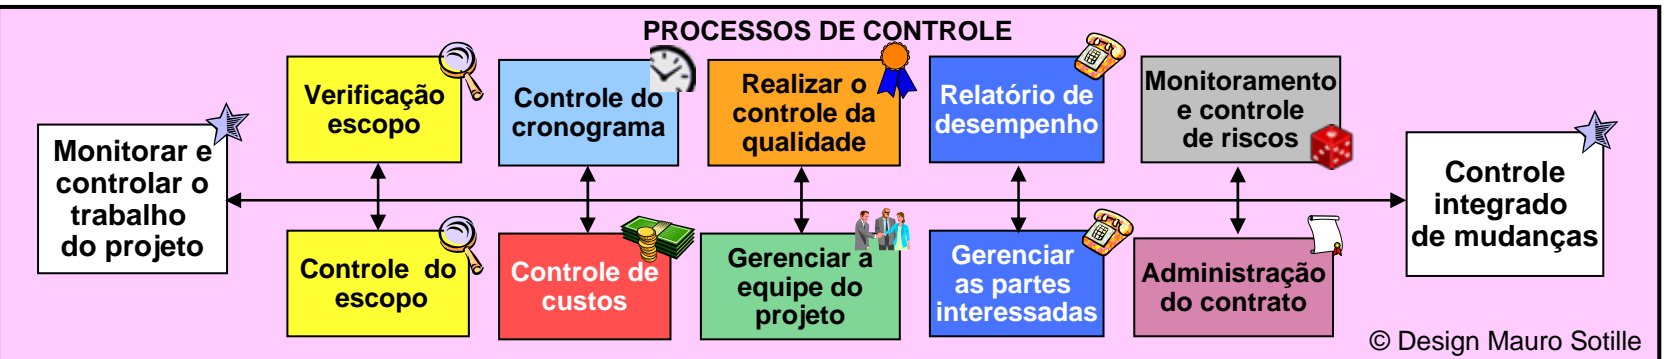 PROCESSOS DE CONTROLE
Monitorar e
controlar o
trabalho
do projeto
Verificação
escopo
Controle do
cronograma
Realizar o
controle da
qualidade
Relatório de
desempenho
Monitoramento
e controle
de riscos
Controle do
escopo
Controle de
custos
Gerenciar a
equipe do
projeto
Gerenciar
as partes
interessadas
Administração
do contrato
Controle
integrado
de mudanças
© Design Mauro Sotille